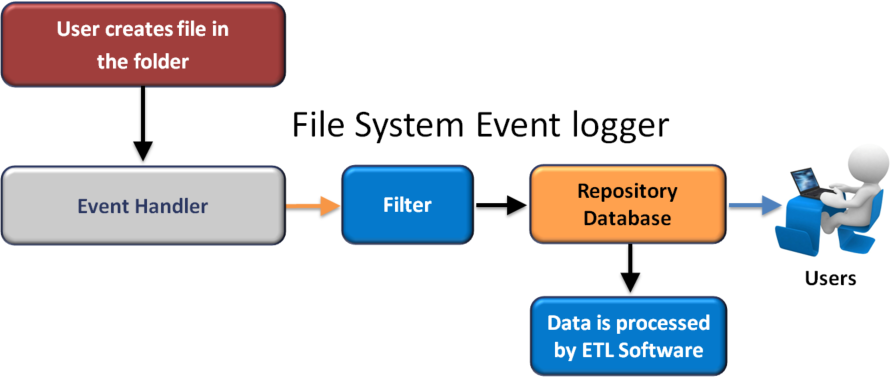 User creates file in
the folder
File System Event logger
Event Handler
Filter
Repository
Database
Users
Data is processed
by ETL Software